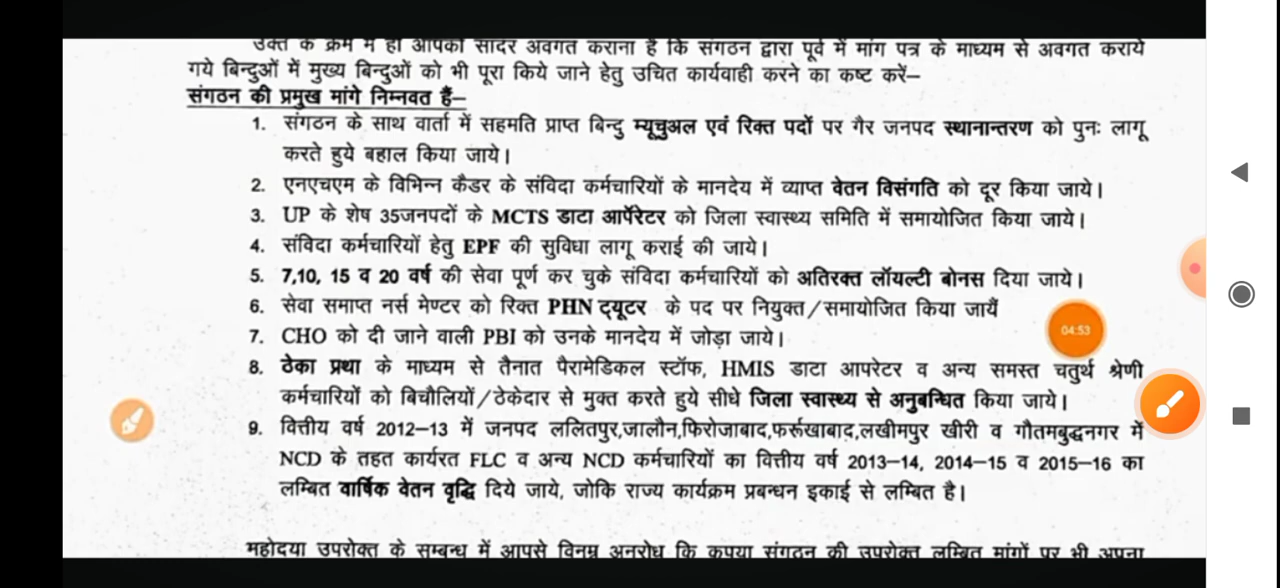 उक्त के क्रम में ही आपको सादर अवगत कराना है कि संगठन द्वारा पूर्व में मांग पत्र के माध्यम से अवगत कराये
गये बिन्दुओं में मुख्य बिन्दुओं को भी पूरा किये जाने हेतु उचित कार्यवाही करने का कष्ट करें–
संगठन की प्रमुख मांगे निम्नवत हैं–
1. संगठन के साथ वार्ता में सहमति प्राप्त बिन्दु म्यूचुअल एवं रिक्त पदों पर गैर जनपद स्थानान्तरण को पुनः लागू
करते हुये बहाल किया जाये।
2. एनएचएम के विभिन्न कैडर के संविदा कर्मचारियों के मानदेय में व्याप्त वेतन विसंगति को दूर किया जाये।
3. UP के शेष 35जनपदों के MCTS डाटा आर्पेरेटर को जिला स्वास्थ्य समिति में समायोजित किया जाये।
4. संविदा कर्मचारियों हेतु EPF की सुविधा लागू कराई की जाये।
5. 7,10, 15 व 20 वर्ष की सेवा पूर्ण कर चुके संविदा कर्मचारियों को अतिरक्त लॉयल्टी बोनस दिया जाये।
6. सेवा समाप्त नर्स मेण्टर को रिक्त PHN ट्यूटर के पद पर नियुक्त/समायोजित किया जायें
7. CHO को दी जाने वाली PBI को उनके मानदेय में जोड़ा जाये।
04:53
8. ठेका प्रथा के माध्यम से तैनात पैरामेडिकल स्टॉफ, HMIS डाटा आपरेटर व अन्य समस्त चतुर्थ श्रेणी
कर्मचारियों को बिचौलियों/ठेकेदार से मुक्त करते हुये सीधे जिला स्वास्थ्य से अनुबन्धित किया जाये।
9. वित्तीय वर्ष 2012–13 में जनपद ललितपुर,जालौन,फिरोजाबाद,फर्रुखाबाद,लखीमपुर खीरी व गौतमबुद्धनगर में
NCD के तहत कार्यरत FLC व अन्य NCD कर्मचारियों का वित्तीय वर्ष 2013–14, 2014–15 व 2015–16 का
लम्बित वार्षिक वेतन वृद्धि दिये जाये, जोकि राज्य कार्यक्रम प्रबन्धन इकाई से लम्बित है।
महोदया उपरोक्त के सम्बन्ध में आपसे विनम्र अनुरोध कि कृपया संगठन की उपरोक्त लम्बित मांगों पर भी अपना